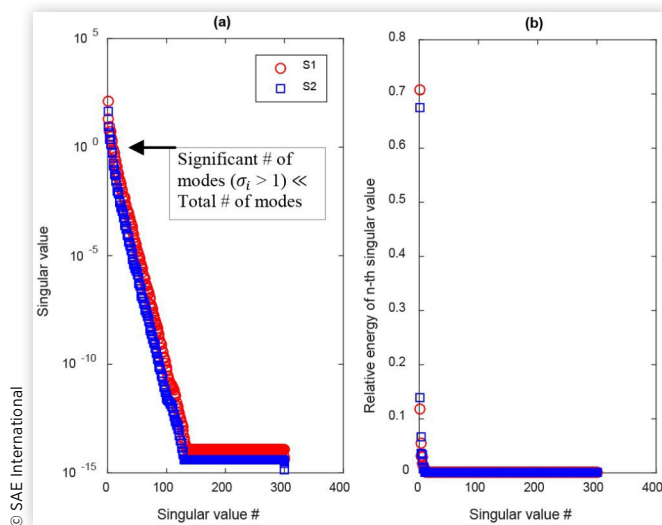 (a)
10^5
10^0
10^-5
10^-10
10^-15
Singular value
0
100
200
300
400
Singular value #
S1
S2
Significant # of
modes (σ_i > 1) ≪
Total # of modes
(b)
0.8
0.7
0.6
0.5
0.4
0.3
0.2
0.1
0
Relative energy of n-th singular value
0
100
200
300
400
Singular value #
© SAE International